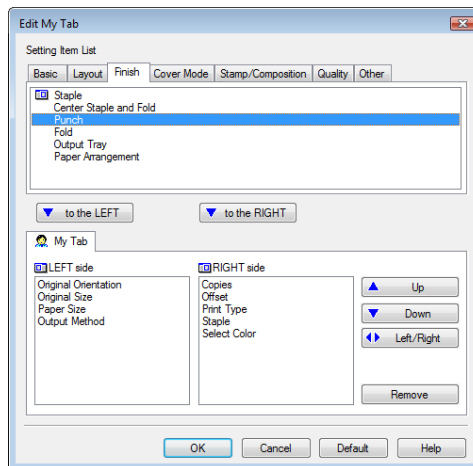 Edit My Tab
Setting Item List
Basic Layout Finish Cover Mode Stamp/Composition Quality Other
Staple
Center Staple and Fold
Punch
Fold
Output Tray
Paper Arrangement
to the LEFT to the RIGHT
My Tab
LEFT side
Original Orientation
Original Size
Paper Size
Output Method
RIGHT side
Copies
Offset
Print Type
Staple
Select Color
Up
Down
Left/Right
Remove
OK Cancel Default Help